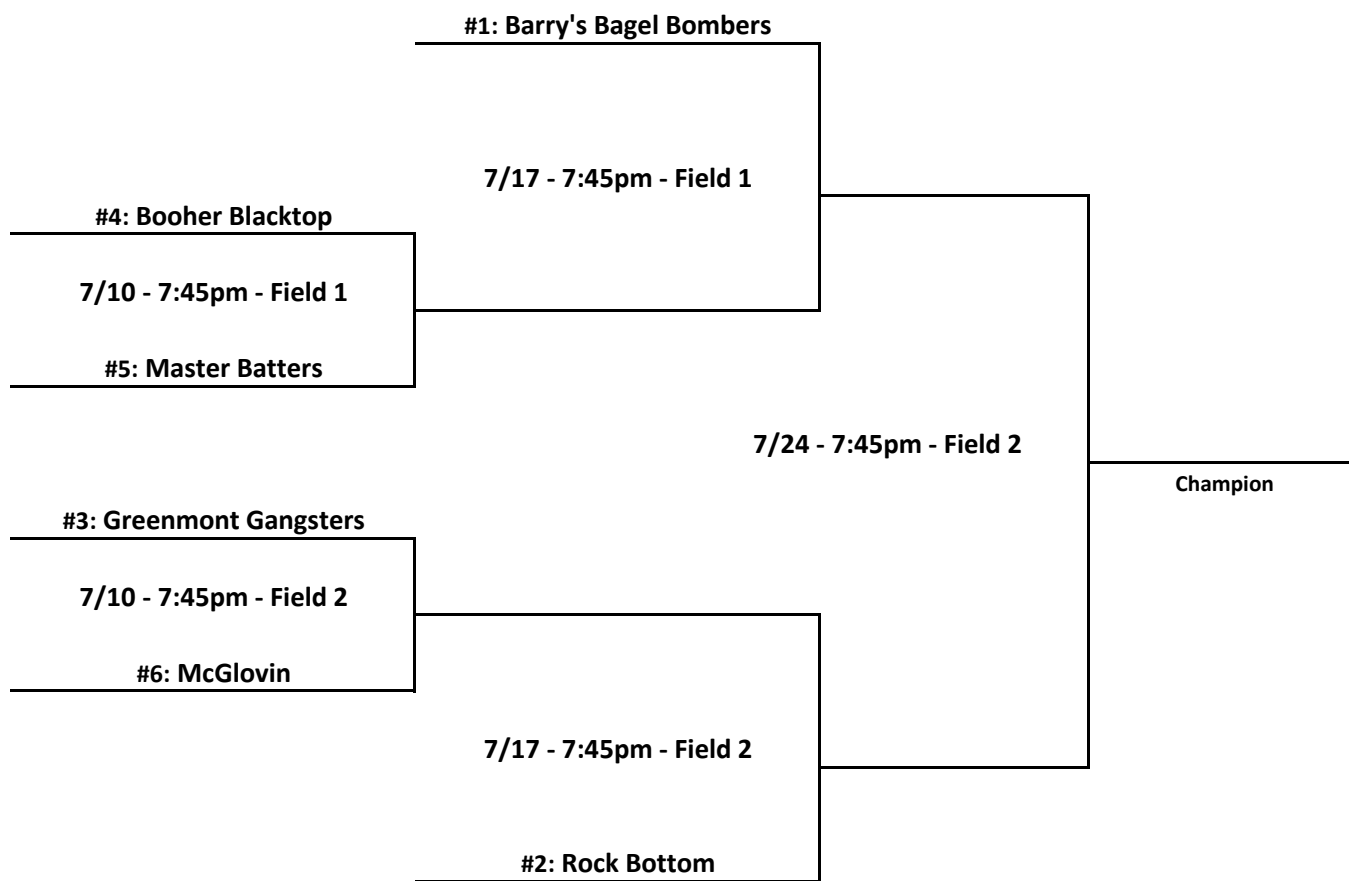 #1: Barry's Bagel Bombers
7/17 - 7:45pm - Field 1
#4: Booher Blacktop
7/10 - 7:45pm - Field 1
#5: Master Batters
7/24 - 7:45pm - Field 2
Champion
#3: Greenmont Gangsters
7/10 - 7:45pm - Field 2
#6: McGlovin
7/17 - 7:45pm - Field 2
#2: Rock Bottom